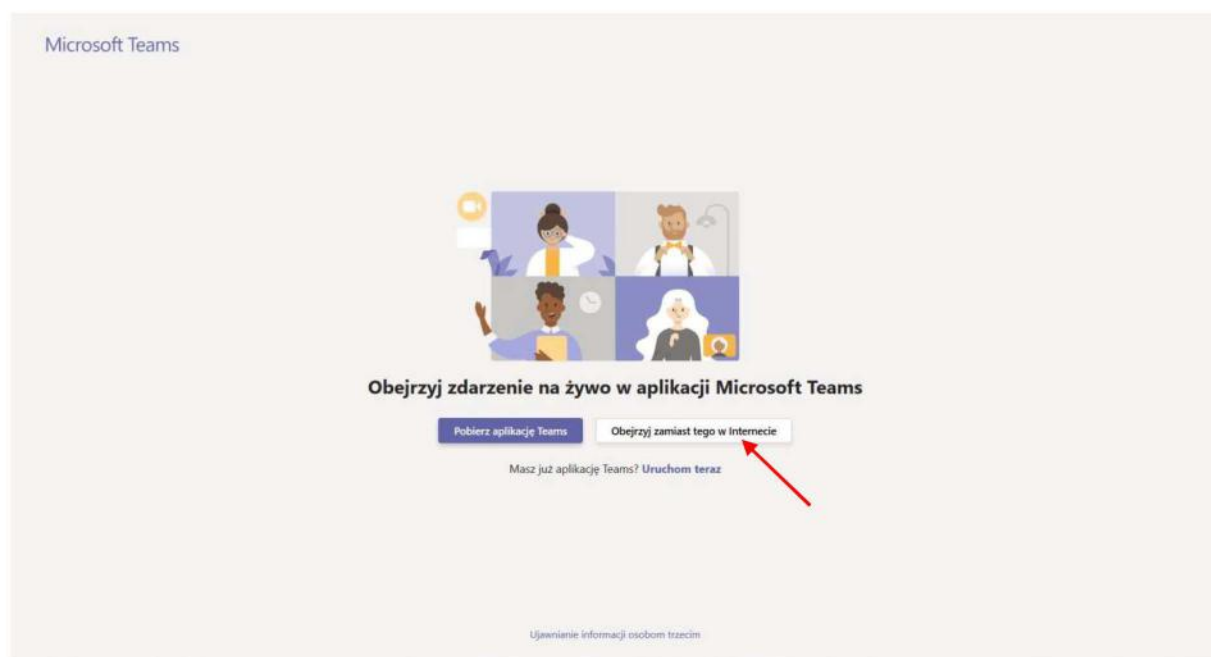 Microsoft Teams
Obejrzyj zdarzenie na żywo w aplikacji Microsoft Teams
Pobierz aplikację Teams
Obejrzyj zamiast tego w Internecie
Masz już aplikację Teams? Uruchom teraz
Ujawnianie informacji osobom trzecim